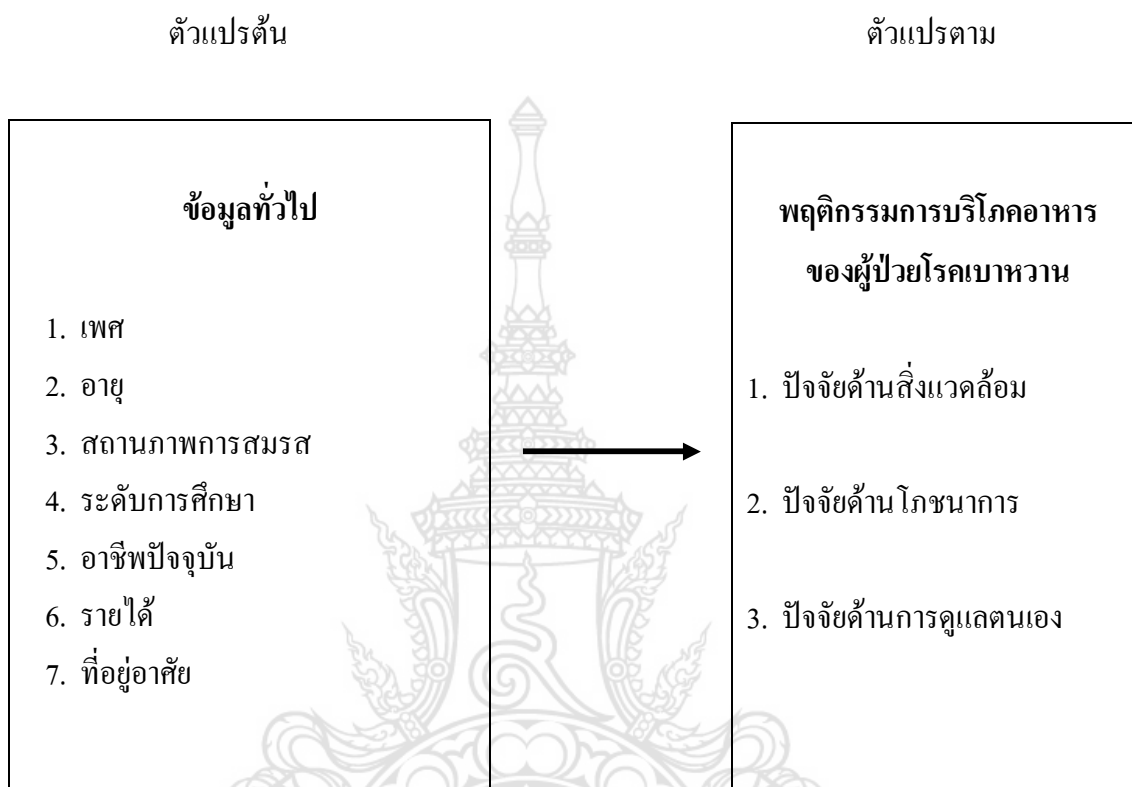 ตัวแปรต้น
ตัวแปรตาม
ข้อมูลทั่วไป
1. เพศ
2. อายุ
3. สถานภาพการสมรส
4. ระดับการศึกษา
5. อาชีพปัจจุบัน
6. รายได้
7. ที่อยู่อาศัย
พฤติกรรมการบริโภคอาหาร
ของผู้ป่วยโรคเบาหวาน
1. ปัจจัยด้านสิ่งแวดล้อม
2. ปัจจัยด้านโภชนาการ
3. ปัจจัยด้านการดูแลตนเอง